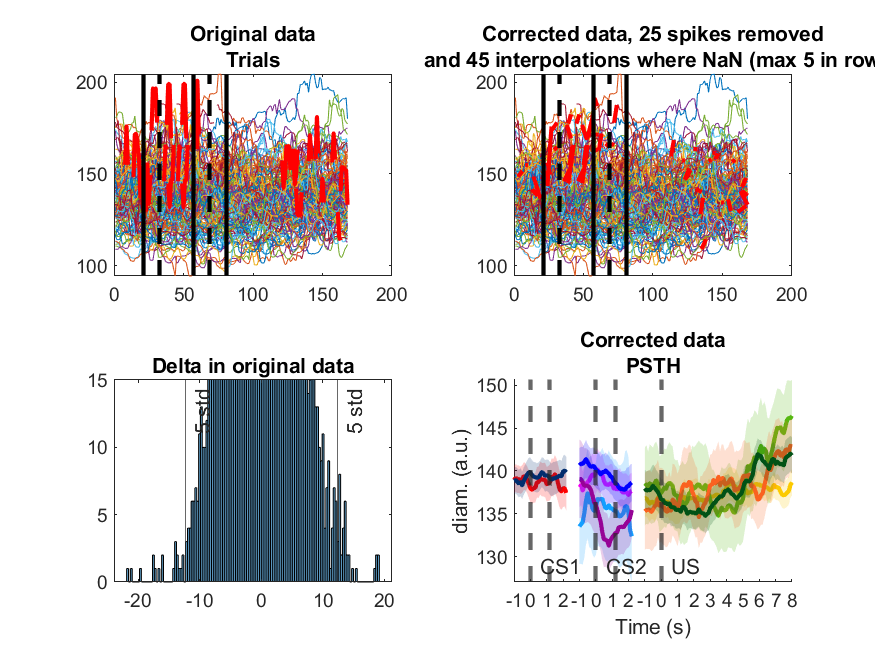 Original data
Trials
200
150
100
0 50 100 150 200
Corrected data, 25 spikes removed
and 45 interpolations where NaN (max 5 in row
200
150
100
0 50 100 150 200
Delta in original data
15
10
5
0
5 std
5 std
-20 -10 0 10 20
Corrected data
PSTH
150
145
140
135
130
diam. (a.u.)
CS1 CS2 US
-1 0 1 2 -1 0 1 2 -1 0 1 2 3 4 5 6 7 8
Time (s)